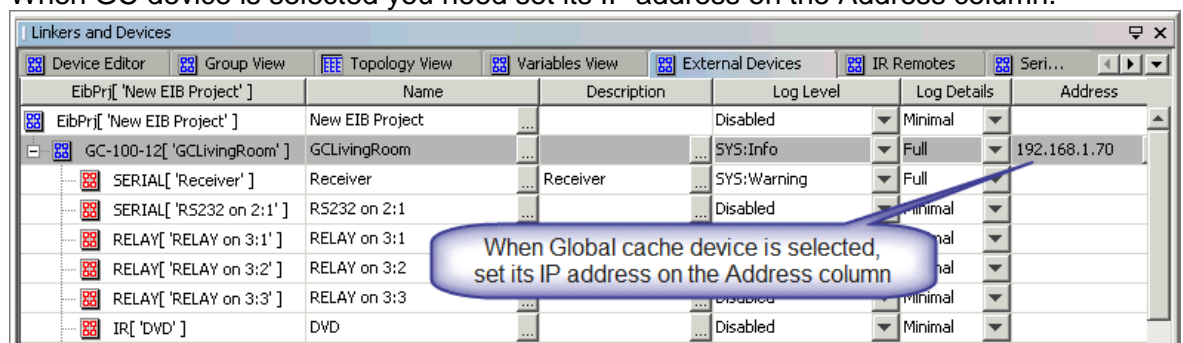 When GC device is selected you need set its IP address on the Address column.
Linkers and Devices
Device Editor Group View Topology View Variables View External Devices IR Remotes Seri...
EibPrj[ 'New EIB Project' ] Name Description Log Level Log Details Address
EibPrj[ 'New EIB Project' ] New EIB Project ... Disabled Minimal
GC-100-12[ 'GCLivingRoom' ] GCLivingRoom ... ... SYS:Info Full 192.168.1.70
SERIAL[ 'Receiver' ] Receiver ... Receiver ... SYS:Warning Full
SERIAL[ 'RS232 on 2:1' ] RS232 on 2:1 ... ... Disabled Minimal
RELAY[ 'RELAY on 3:1' ] RELAY on 3:1
RELAY[ 'RELAY on 3:2' ] RELAY on 3:2
RELAY[ 'RELAY on 3:3' ] RELAY on 3:3 ... ... Disabled Minimal
IR[ 'DVD' ] DVD ... ... Disabled Minimal
When Global cache device is selected,
set its IP address on the Address column